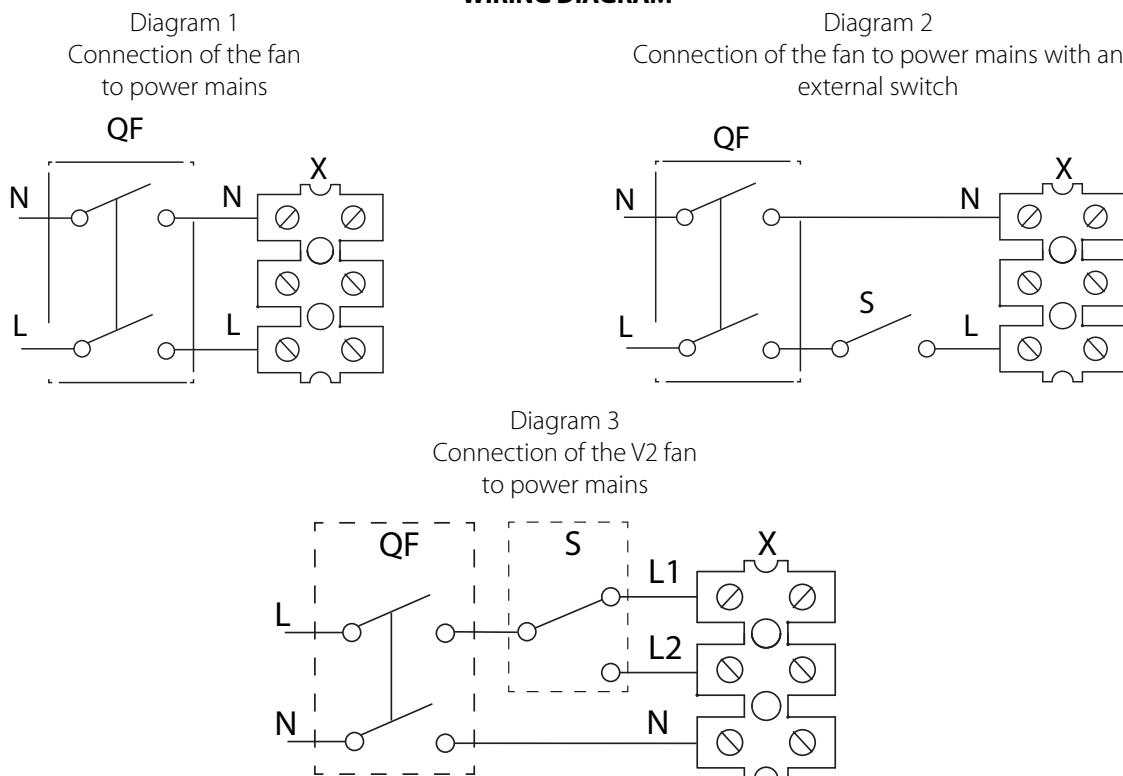 WIRING DIAGRAM
Diagram 1
Connection of the fan
to power mains
QF
X
N
N
L
L
Diagram 2
Connection of the fan to power mains with an
external switch
QF
X
N
N
S
L
L
Diagram 3
Connection of the V2 fan
to power mains
QF
S
X
L1
L
L2
N
N